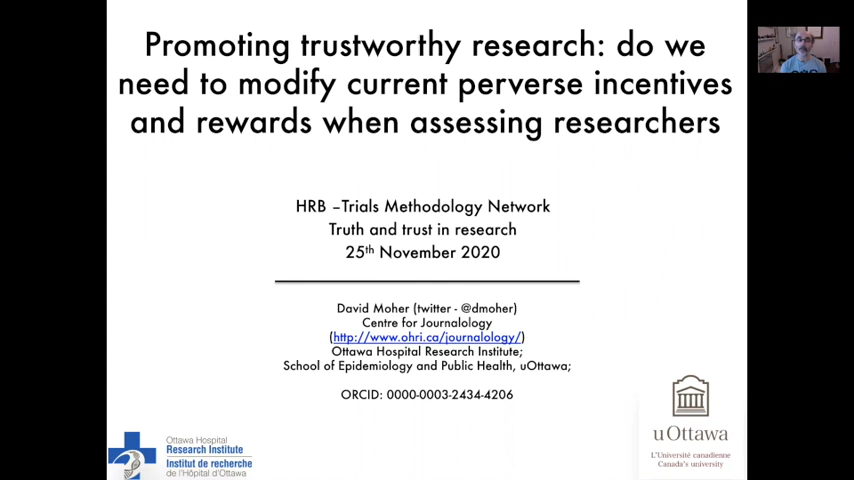 Promoting trustworthy research: do we
need to modify current perverse incentives
and rewards when assessing researchers
HRB –Trials Methodology Network
Truth and trust in research
25th November 2020
David Moher (twitter - @dmoher)
Centre for Journalology
(http://www.ohri.ca/journalology/)
Ottawa Hospital Research Institute;
School of Epidemiology and Public Health, uOttawa;
ORCID: 0000-0003-2434-4206
Ottawa Hospital
Research Institute
Institut de recherche
de l'Hôpital d'Ottawa
uOttawa
L'Université canadienne
Canada's university